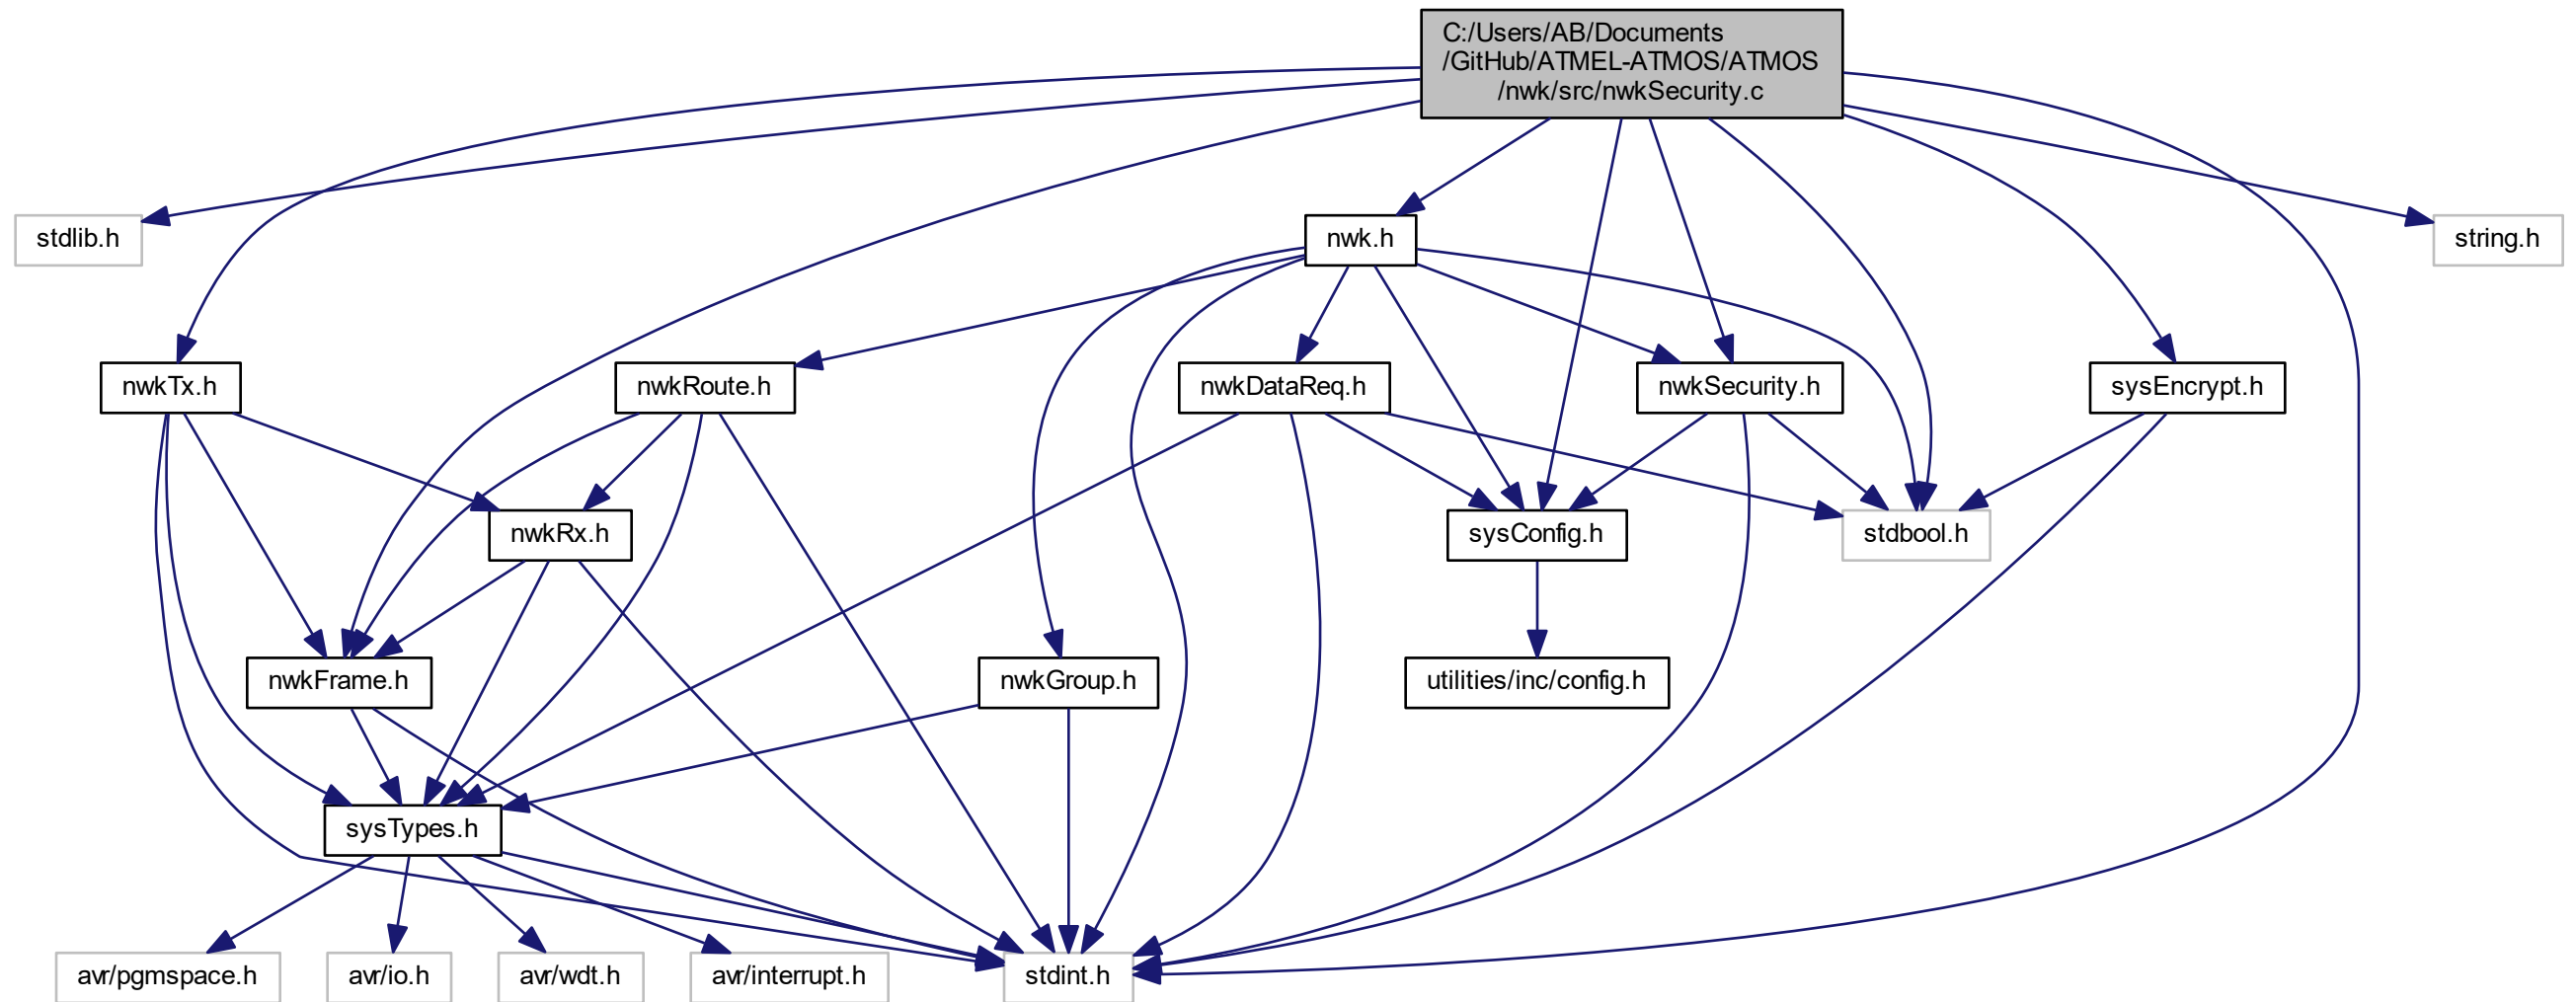 C:/Users/AB/Documents
/GitHub/ATMEL-ATMOS/ATMOS
/nwk/src/nwkSecurity.c
stdlib.h
nwk.h
string.h
nwkTx.h
nwkRoute.h
nwkDataReq.h
nwkSecurity.h
sysEncrypt.h
nwkRx.h
sysConfig.h
stdbool.h
nwkFrame.h
nwkGroup.h
utilities/inc/config.h
sysTypes.h
avr/pgmspace.h
avr/io.h
avr/wdt.h
avr/interrupt.h
stdint.h